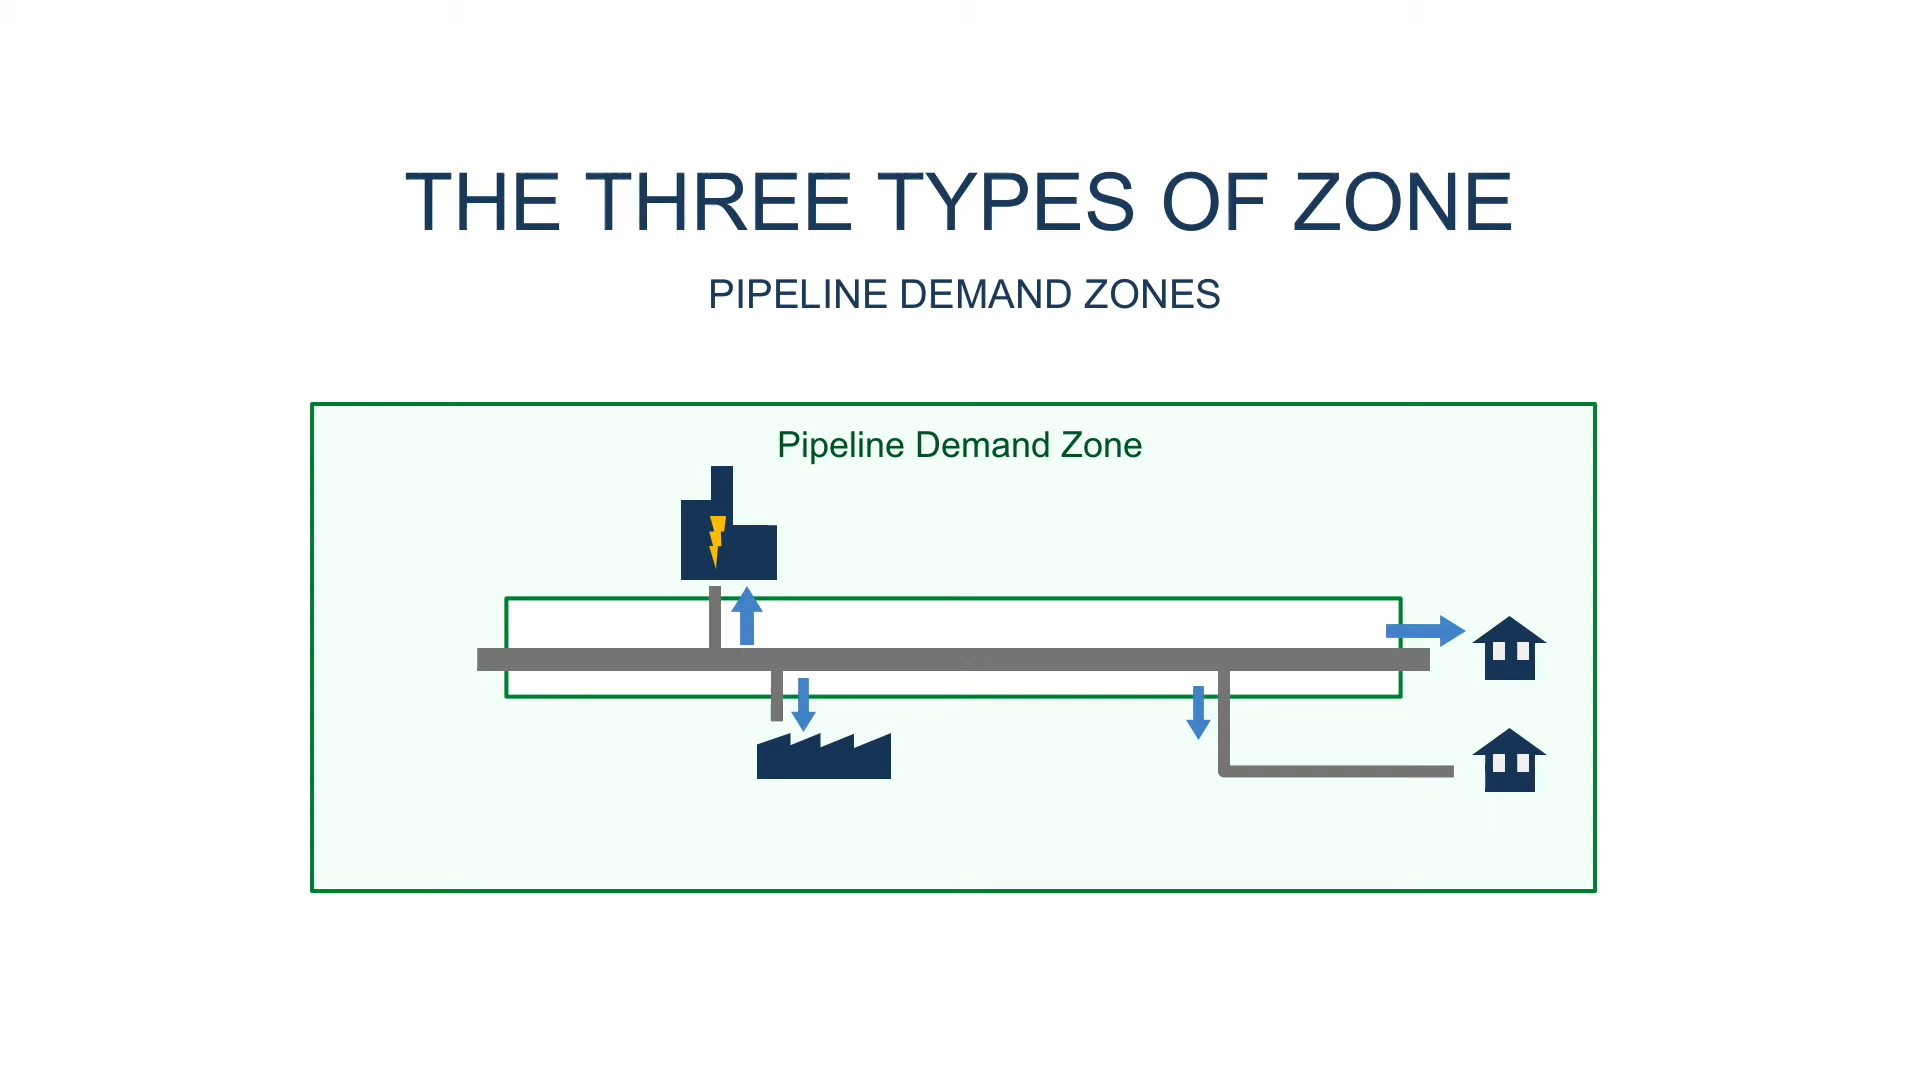 THE THREE TYPES OF ZONE
PIPELINE DEMAND ZONES
Pipeline Demand Zone